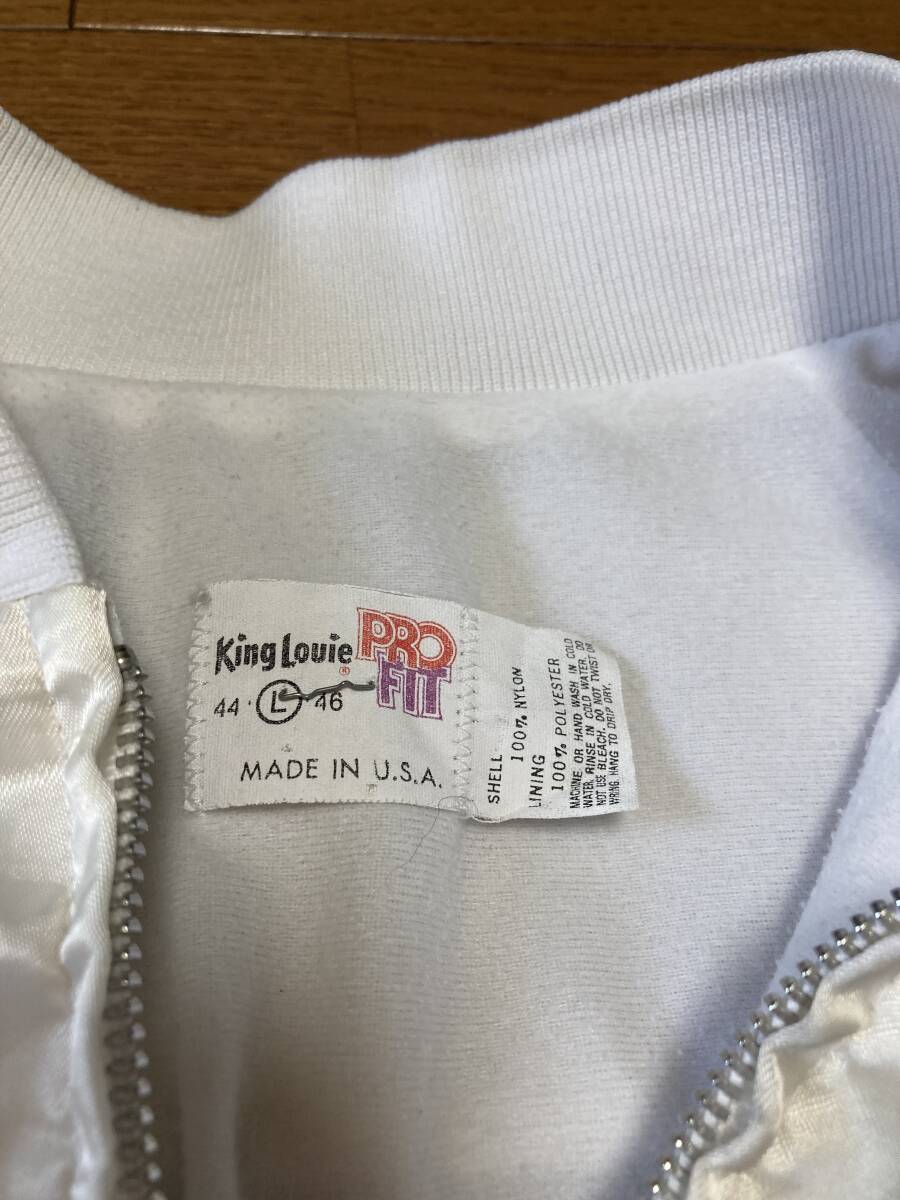 King Louie PRO
®
FIT
44 · L · 46
MADE IN U.S.A.
SHELL
100% NYLON
LINING
100% POLYESTER
MACHINE OR HAND WASH IN COLD
WATER. RINSE IN COLD WATER. DO
NOT USE BLEACH. DO NOT TWIST OR
WRING. HANG TO DRIP DRY.